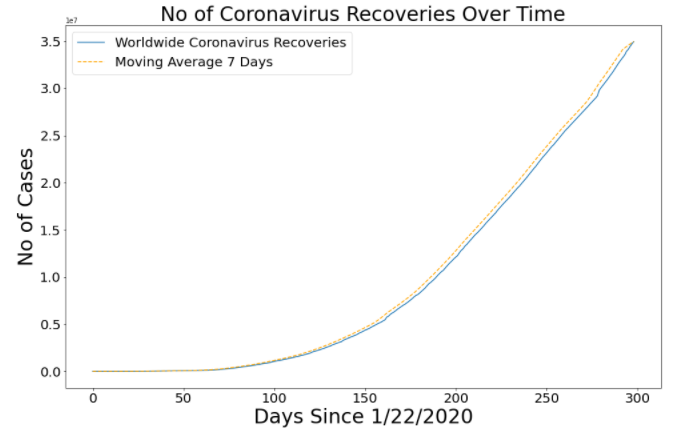 No of Coronavirus Recoveries Over Time
1e7
Worldwide Coronavirus Recoveries
Moving Average 7 Days
3.5
3.0
2.5
2.0
1.5
1.0
0.5
0.0
No of Cases
0 50 100 150 200 250 300
Days Since 1/22/2020